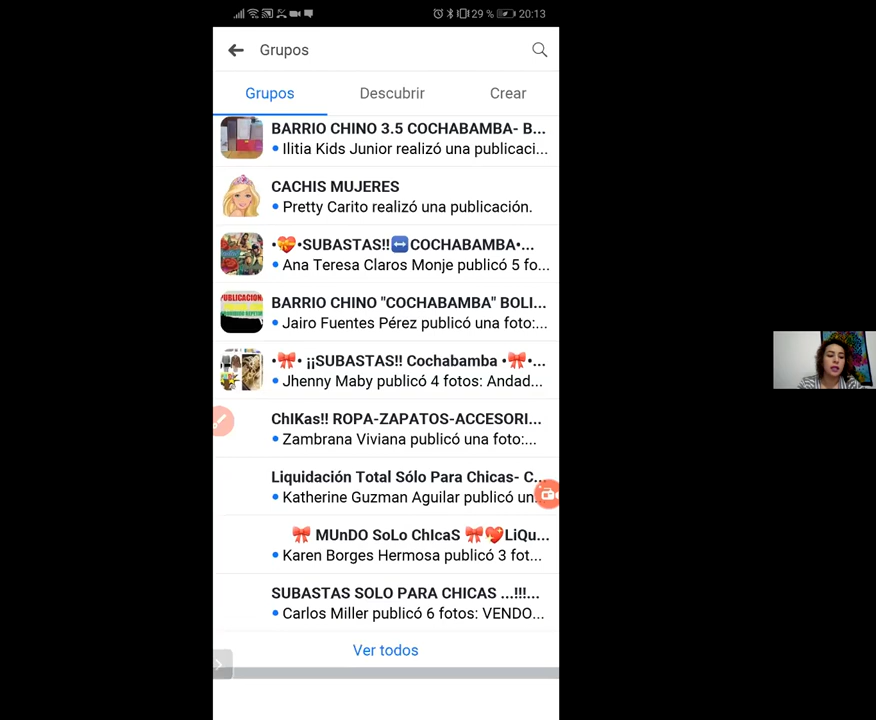 29 % 20:13
Grupos
Grupos Descubrir Crear
BARRIO CHINO 3.5 COCHABAMBA- B...
Ilitia Kids Junior realizó una publicaci...
CACHIS MUJERES
Pretty Carito realizó una publicación.
•💝•SUBASTAS!!↔️COCHABAMBA•...
Ana Teresa Claros Monje publicó 5 fo...
BARRIO CHINO "COCHABAMBA" BOLI...
Jairo Fuentes Pérez publicó una foto:...
•🎀• ¡¡SUBASTAS!! Cochabamba •🎀•...
Jhenny Maby publicó 4 fotos: Andad...
ChIKas!! ROPA-ZAPATOS-ACCESORI...
Zambrana Viviana publicó una foto:...
Liquidación Total Sólo Para Chicas- C...
Katherine Guzman Aguilar publicó un...
🎀 MUnDO SoLo ChIcaS 🎀💖LiQu...
Karen Borges Hermosa publicó 3 fot...
SUBASTAS SOLO PARA CHICAS ...!!!...
Carlos Miller publicó 6 fotos: VENDO...
Ver todos